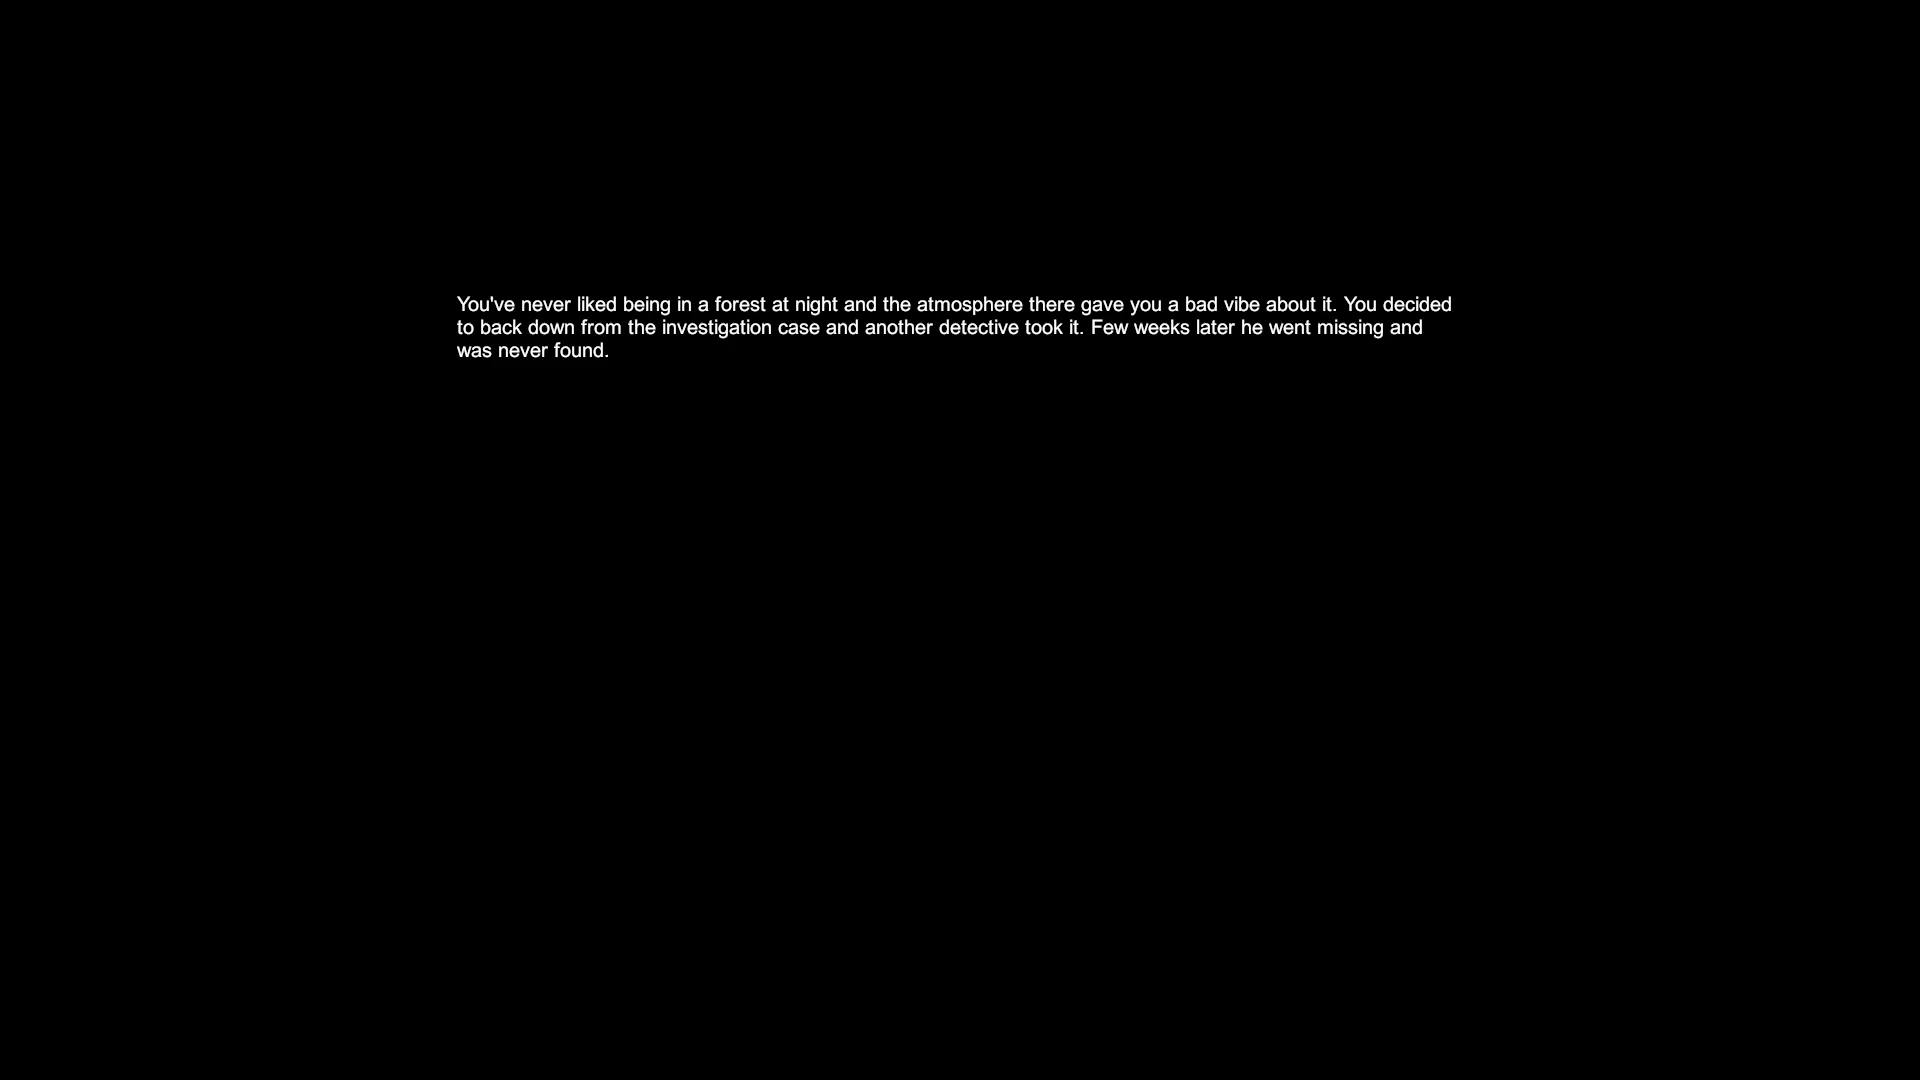 You've never liked being in a forest at night and the atmosphere there gave you a bad vibe about it. You decided
to back down from the investigation case and another detective took it. Few weeks later he went missing and
was never found.